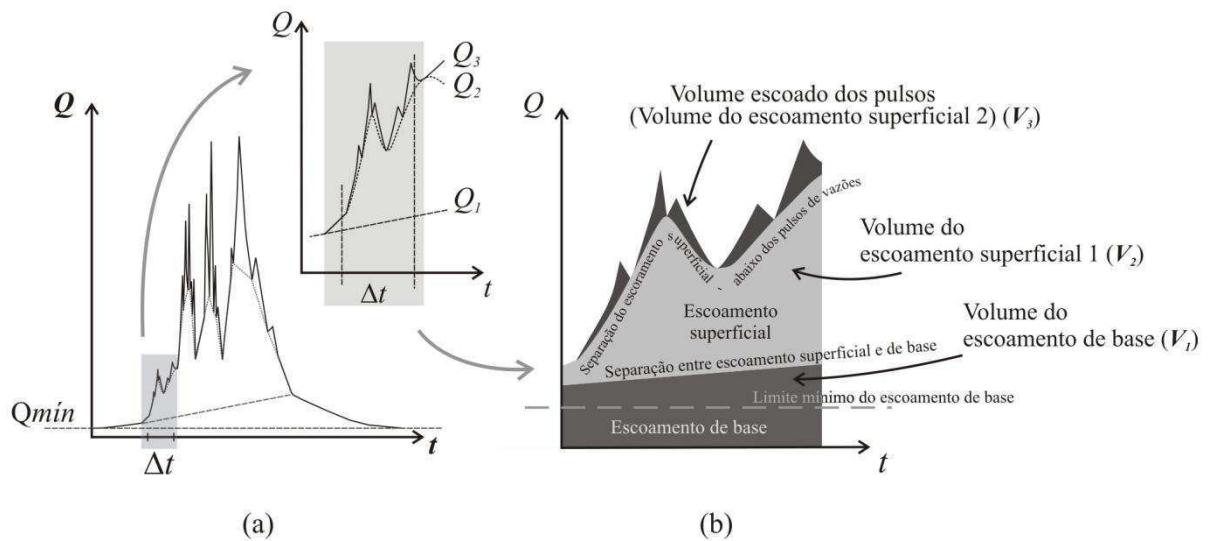 Q
Q
Q3
Q2
Q1
Δt
t
Qmín
Δt
t
(a)
Q
Volume escoado dos pulsos
(Volume do escoamento superficial 2) (V3)
Separação do escoramento superficial abaixo dos pulsos de vazões
Volume do
escoamento superficial 1 (V2)
Escoamento
superficial
Volume do
escoamento de base (V1)
Separação entre escoamento superficial e de base
Limite mínimo do escoamento de base
Escoamento de base
t
(b)